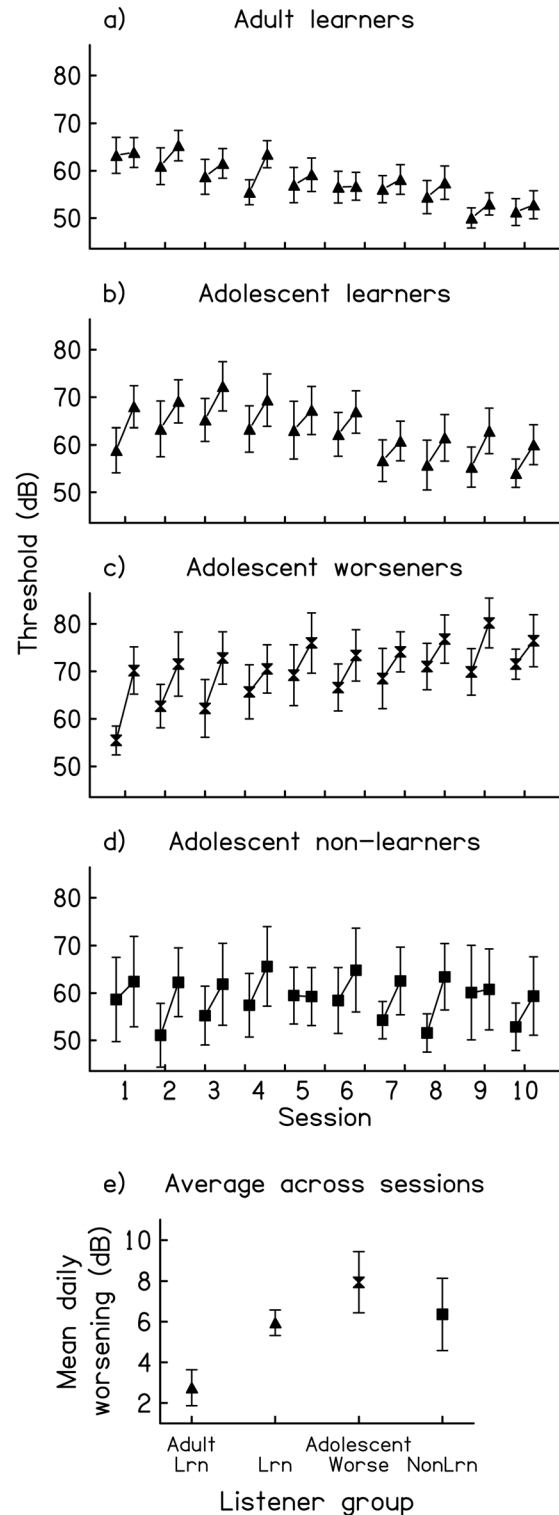 a) Adult learners
80
70
60
50
b) Adolescent learners
80
70
60
50
Threshold (dB)
c) Adolescent worseners
80
70
60
50
d) Adolescent non-learners
80
70
60
50
1 2 3 4 5 6 7 8 9 10
Session
e) Average across sessions
Mean daily
worsening (dB)
10
8
6
4
2
Adult Adolescent
Lrn Lrn Worse NonLrn
Listener group